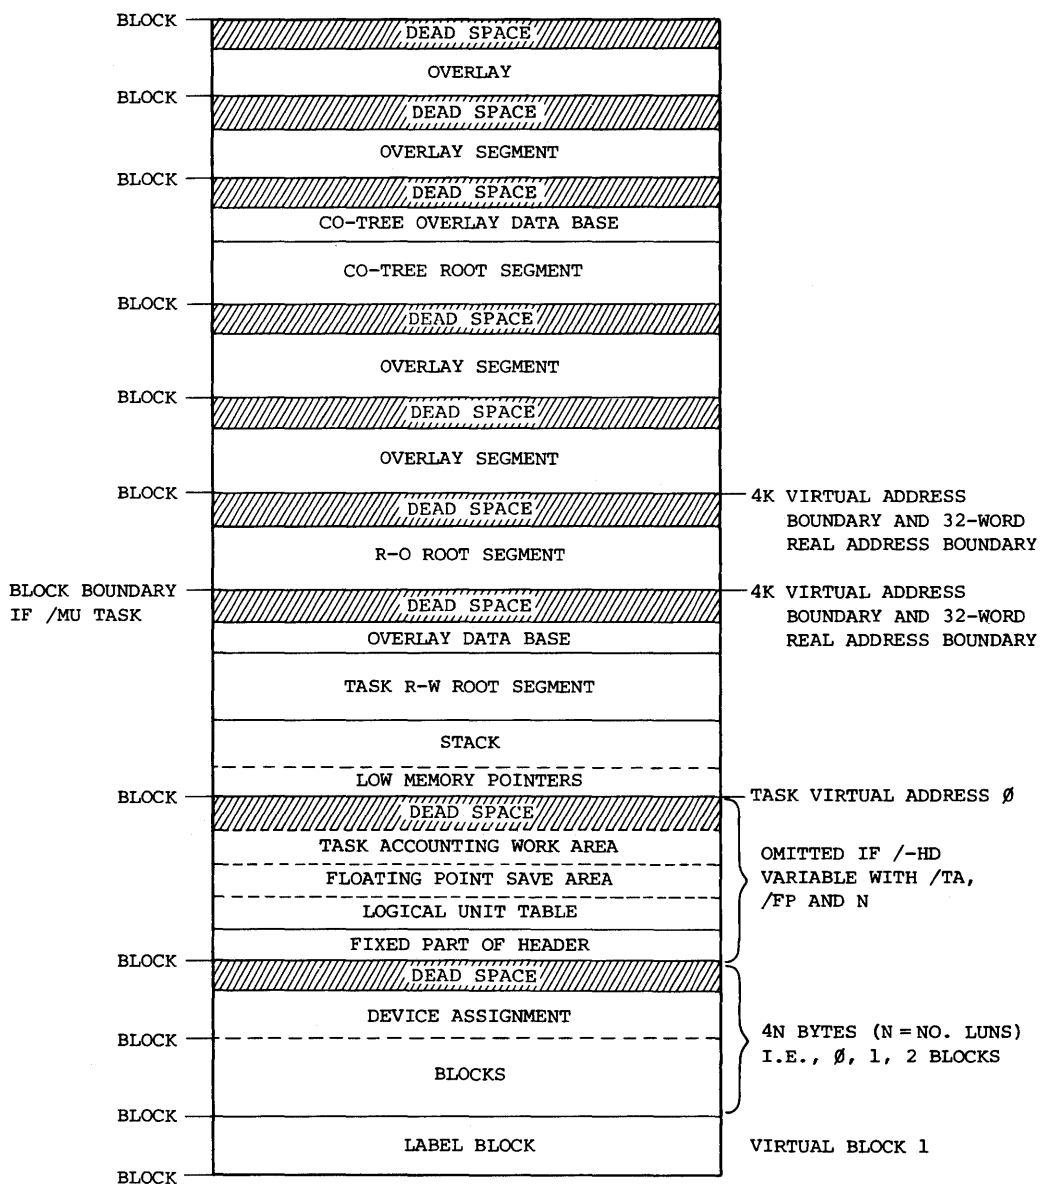 BLOCK
DEAD SPACE
OVERLAY
BLOCK
DEAD SPACE
OVERLAY SEGMENT
BLOCK
DEAD SPACE
CO-TREE OVERLAY DATA BASE
CO-TREE ROOT SEGMENT
BLOCK
DEAD SPACE
OVERLAY SEGMENT
BLOCK
DEAD SPACE
OVERLAY SEGMENT
BLOCK
DEAD SPACE
4K VIRTUAL ADDRESS
BOUNDARY AND 32-WORD
REAL ADDRESS BOUNDARY
R-O ROOT SEGMENT
BLOCK BOUNDARY
IF /MU TASK
DEAD SPACE
4K VIRTUAL ADDRESS
BOUNDARY AND 32-WORD
REAL ADDRESS BOUNDARY
OVERLAY DATA BASE
TASK R-W ROOT SEGMENT
STACK
LOW MEMORY POINTERS
BLOCK
TASK VIRTUAL ADDRESS Ø
DEAD SPACE
TASK ACCOUNTING WORK AREA
FLOATING POINT SAVE AREA
LOGICAL UNIT TABLE
FIXED PART OF HEADER
OMITTED IF /-HD
VARIABLE WITH /TA,
/FP AND N
BLOCK
DEAD SPACE
DEVICE ASSIGNMENT
BLOCK
BLOCKS
4N BYTES (N = NO. LUNS)
I.E., Ø, 1, 2 BLOCKS
BLOCK
LABEL BLOCK
VIRTUAL BLOCK 1
BLOCK